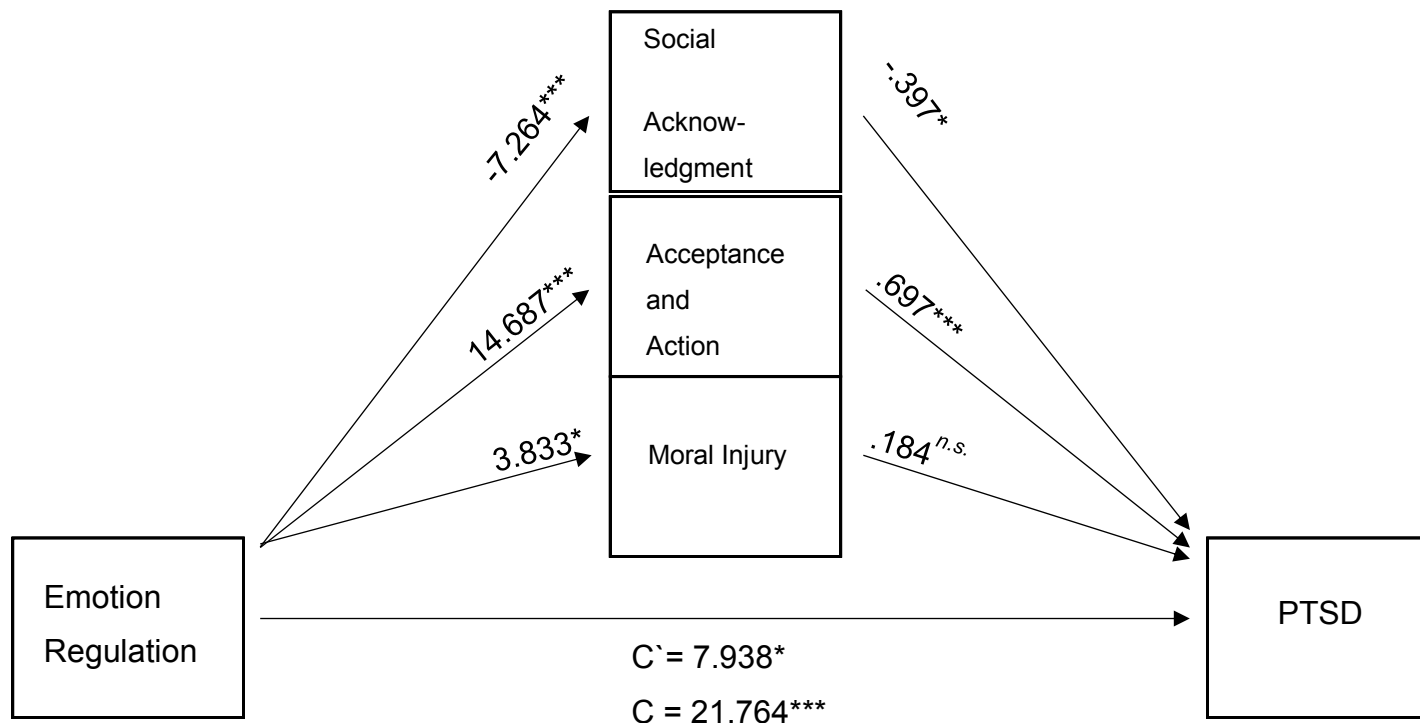 Social
Acknow-
ledgment
-7.264***
-.397*
Acceptance
and
Action
14.687***
.697***
Moral Injury
3.833*
.184 n.s.
Emotion
Regulation
PTSD
C`= 7.938*
C = 21.764***